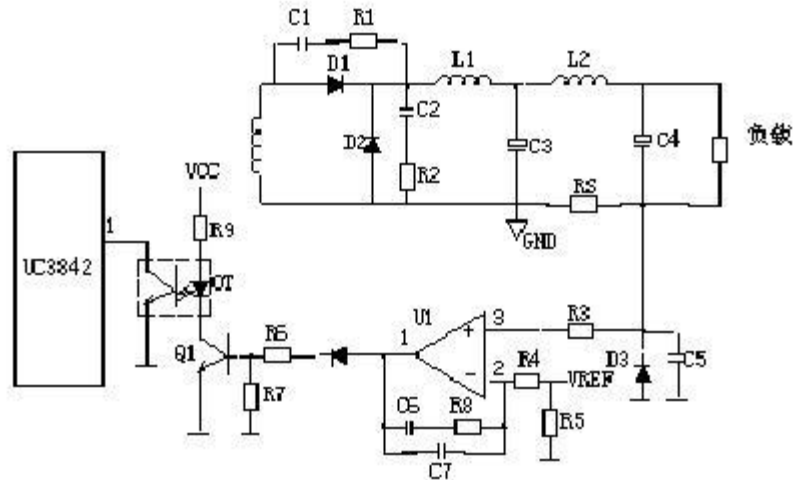 C1
R1
D1
L1
L2
C2
D2
C3
C4
负载
R2
RS
GND
VCC
R9
1
UC3842
OT
U1
1
3
2
R3
D3
C5
Q1
R6
R4
VREF
R7
C6
R8
R5
C7